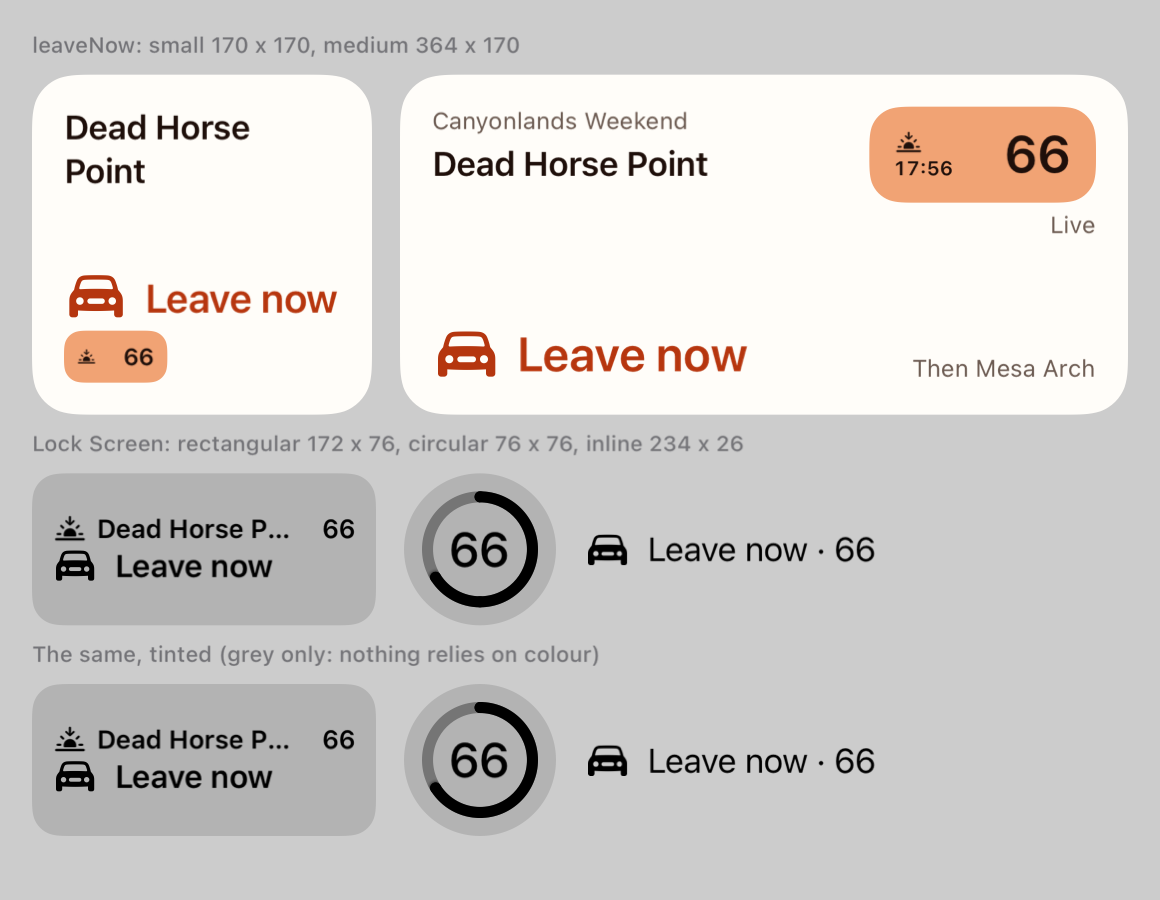 leaveNow: small 170 x 170, medium 364 x 170
Dead Horse
Point
Leave now
66
Canyonlands Weekend
Dead Horse Point
17:56
66
Live
Leave now
Then Mesa Arch
Lock Screen: rectangular 172 x 76, circular 76 x 76, inline 234 x 26
Dead Horse P... 66
Leave now
66
Leave now · 66
The same, tinted (grey only: nothing relies on colour)
Dead Horse P... 66
Leave now
66
Leave now · 66